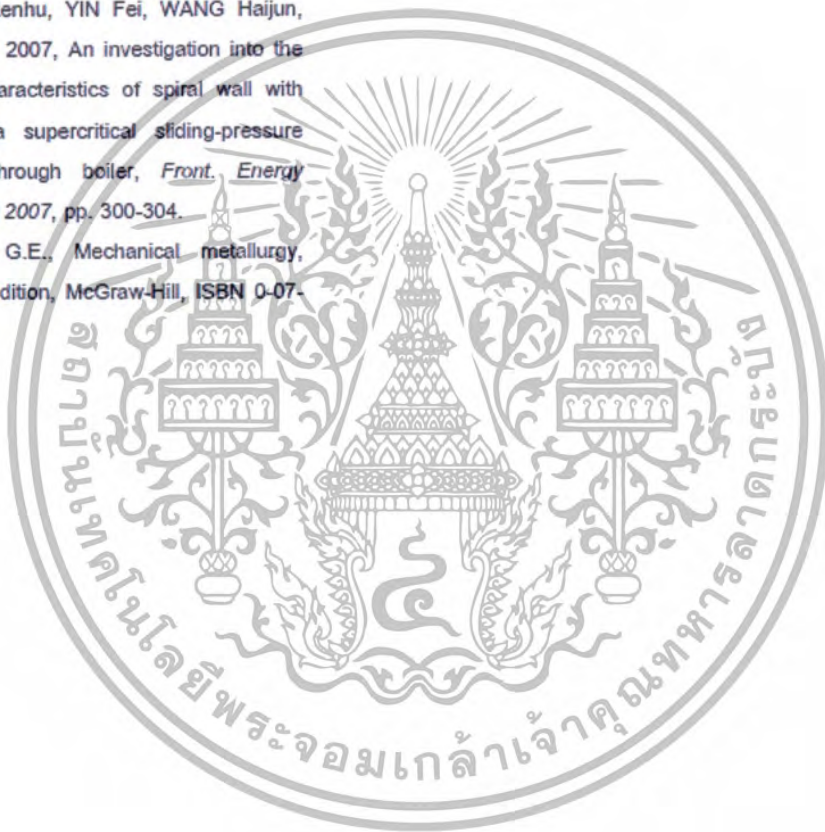 enhu, YIN Fei, WANG Haijun,
2007, An investigation into the
aracteristics of spiral wall with
a supercritical sliding-pressure
hrough boiler, Front. Energy
2007, pp. 300-304.
G.E., Mechanical metallurgy,
dition, McGraw-Hill, ISBN 0-07-
สถาบันเทคโนโลยีพระจอมเกล้าเจ้าคุณทหารลาดกระบัง
๔